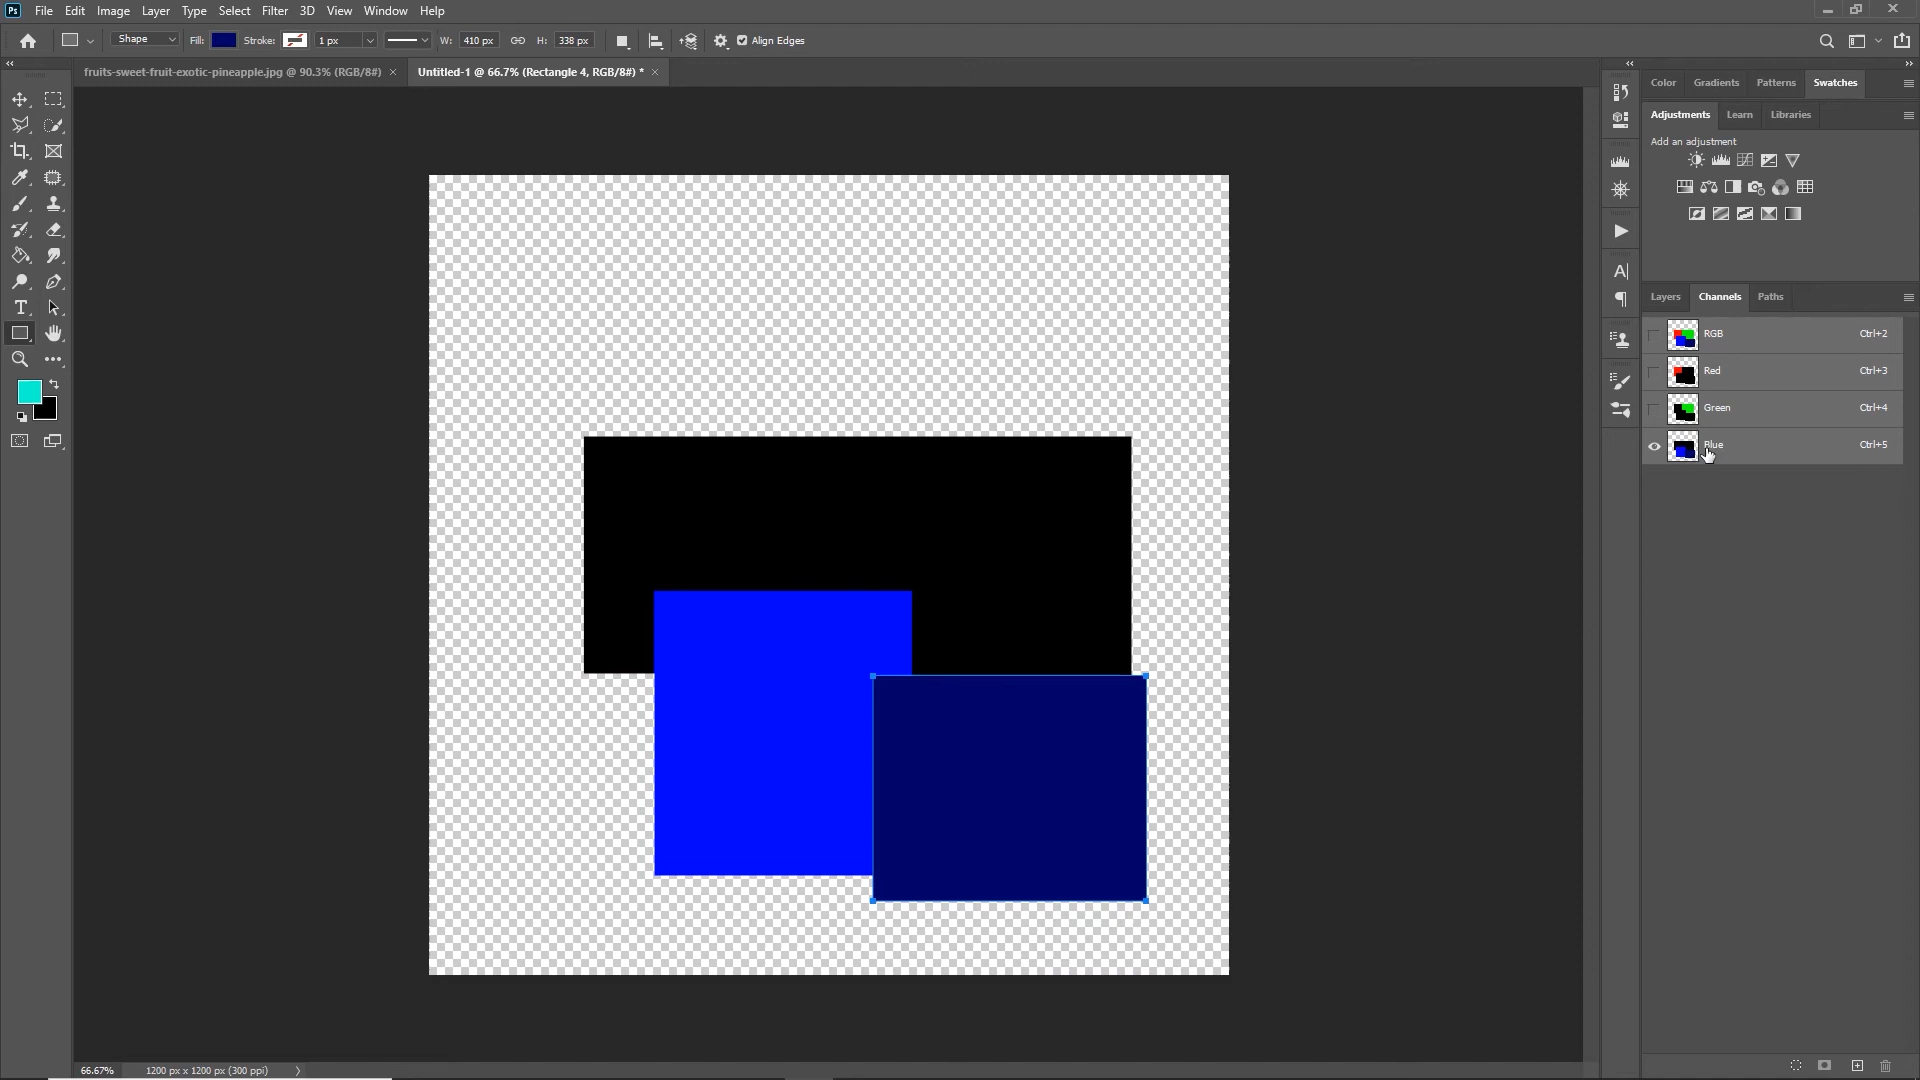 Ps File Edit Image Layer Type Select Filter 3D View Window Help
Shape Fill: Stroke: 1 px W: 410 px H: 338 px Align Edges
fruits-sweet-fruit-exotic-pineapple.jpg @ 90.3% (RGB/8#) × Untitled-1 @ 66.7% (Rectangle 4, RGB/8#) * ×
Color Gradients Patterns Swatches
Adjustments Learn Libraries
Add an adjustment
Layers Channels Paths
RGB Ctrl+2
Red Ctrl+3
Green Ctrl+4
Blue Ctrl+5
66.67% 1200 px x 1200 px (300 ppi)